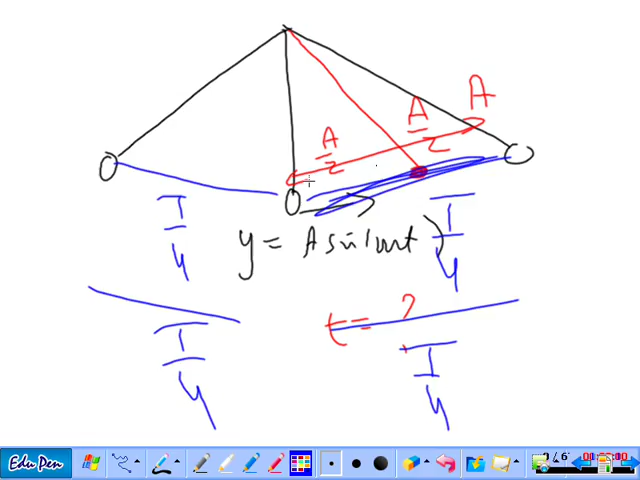 A
A/2
A/2
T/4
T/4
y = A sin(ωt)
t = ?
T/4
T/4
Edu Pen